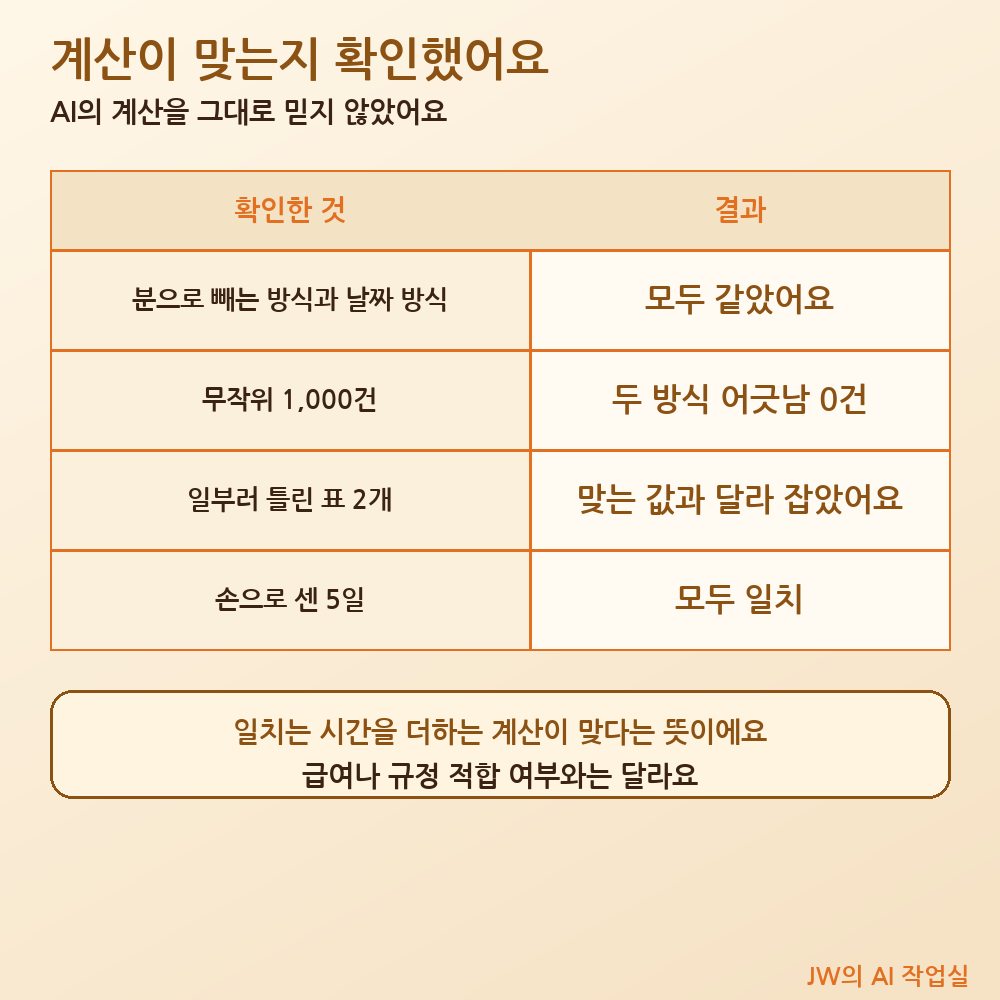 계산이 맞는지 확인했어요
AI의 계산을 그대로 믿지 않았어요
확인한 것 결과
분으로 빼는 방식과 날짜 방식 모두 같았어요
무작위 1,000건 두 방식 어긋남 0건
일부러 틀린 표 2개 맞는 값과 달라 잡았어요
손으로 센 5일 모두 일치
일치는 시간을 더하는 계산이 맞다는 뜻이에요
급여나 규정 적합 여부와는 달라요
JW의 AI 작업실